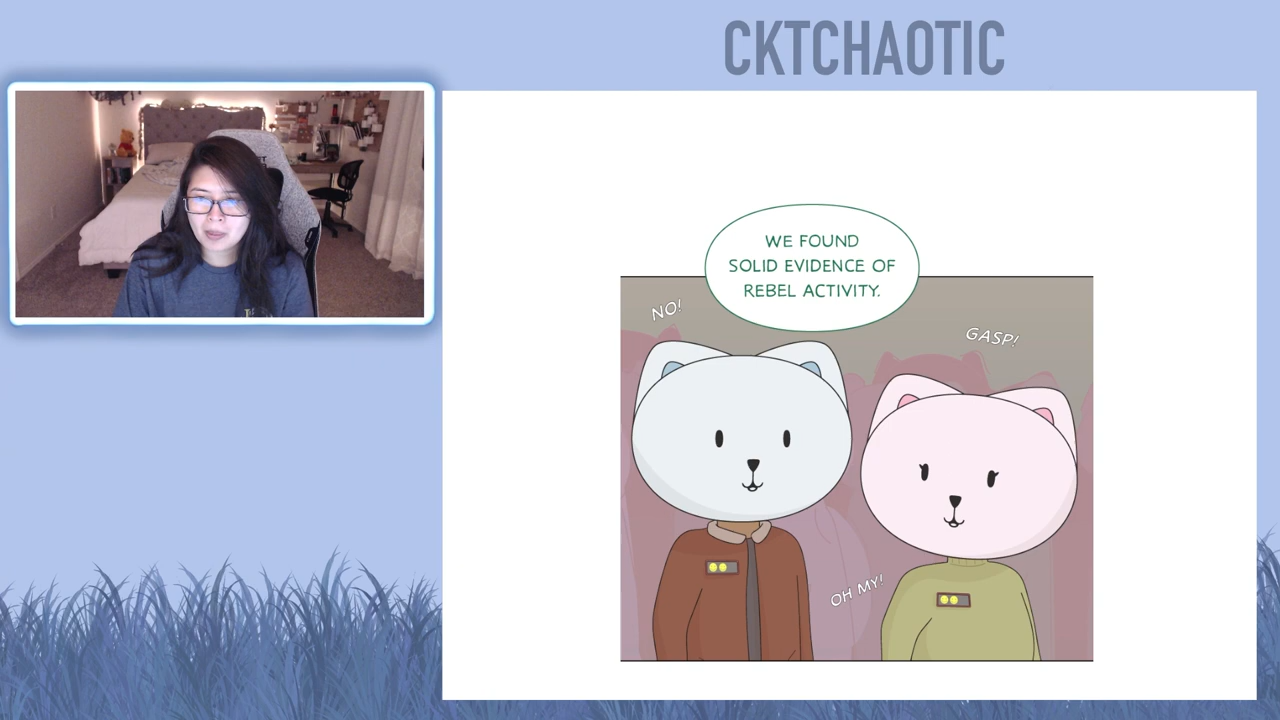 CKTCHAOTIC
WE FOUND
SOLID EVIDENCE OF
REBEL ACTIVITY.
NO!
GASP!
OH MY!